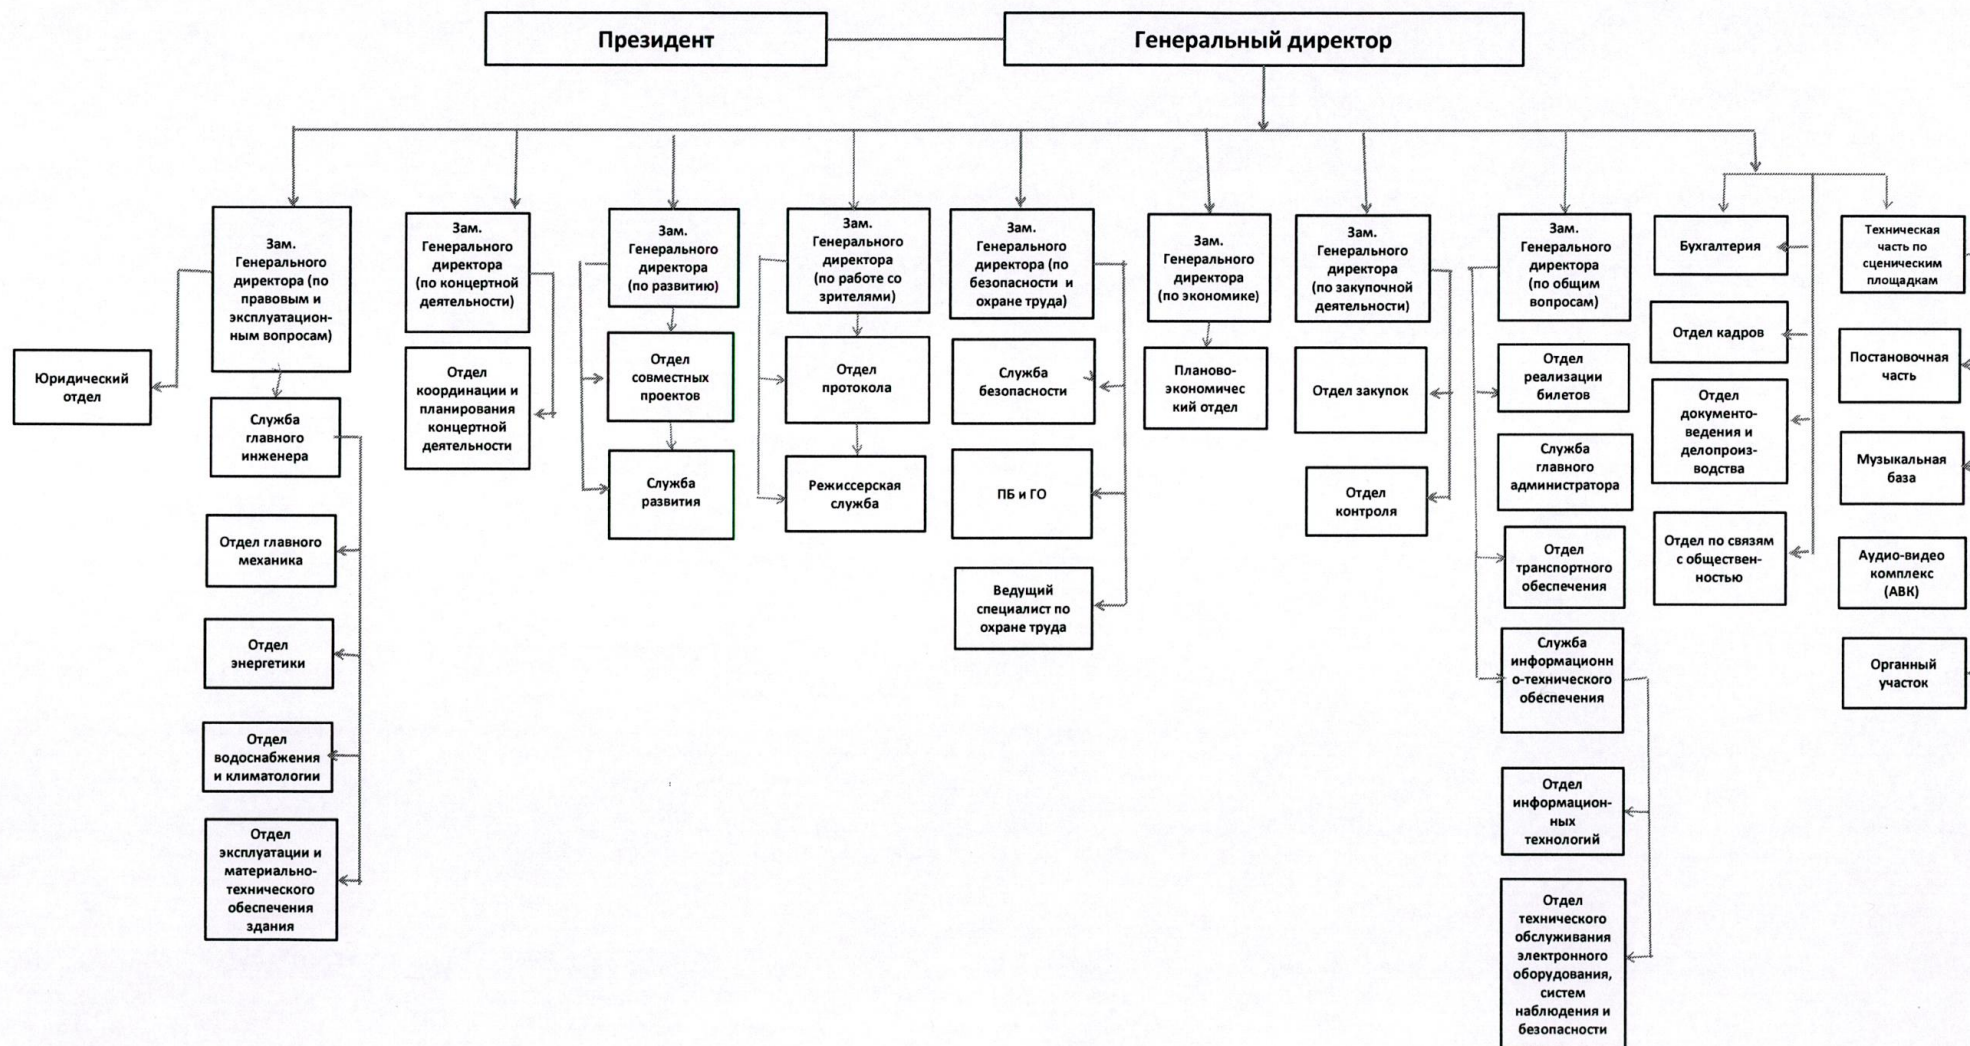 Президент
Генеральный директор
Зам.
Генерального
директора (по
правовым и
эксплуатацион-
ным вопросам)
Юридический
отдел
Служба
главного
инженера
Отдел главного
механика
Отдел
энергетики
Отдел
водоснабжения
и климатологии
Отдел
эксплуатации и
материально-
технического
обеспечения
здания
Зам.
Генерального
директора
(по концертной
деятельности)
Отдел
координации и
планирования
концертной
деятельности
Зам.
Генерального
директора
(по развитию)
Отдел
совместных
проектов
Служба
развития
Зам.
Генерального
директора
(по работе со
зрителями)
Отдел
протокола
Режиссерская
служба
Зам.
Генерального
директора (по
безопасности и
охране труда)
Служба
безопасности
ПБ и ГО
Ведущий
специалист по
охране труда
Зам.
Генерального
директора
(по экономике)
Планово-
экономичес
кий отдел
Зам.
Генерального
директора
(по закупочной
деятельности)
Отдел закупок
Отдел
контроля
Зам.
Генерального
директора
(по общим
вопросам)
Отдел
реализации
билетов
Служба
главного
администратора
Отдел
транспортного
обеспечения
Служба
информационн
о-технического
обеспечения
Отдел
информацион-
ных
технологий
Отдел
технического
обслуживания
электронного
оборудования,
систем
наблюдения и
безопасности
Бухгалтерия
Отдел кадров
Отдел
документо-
ведения и
делопроиз-
водства
Отдел по связям
с обществен-
ностью
Техническая
часть по
сценическим
площадкам
Постановочная
часть
Музыкальная
база
Аудио-видео
комплекс
(АВК)
Органный
участок